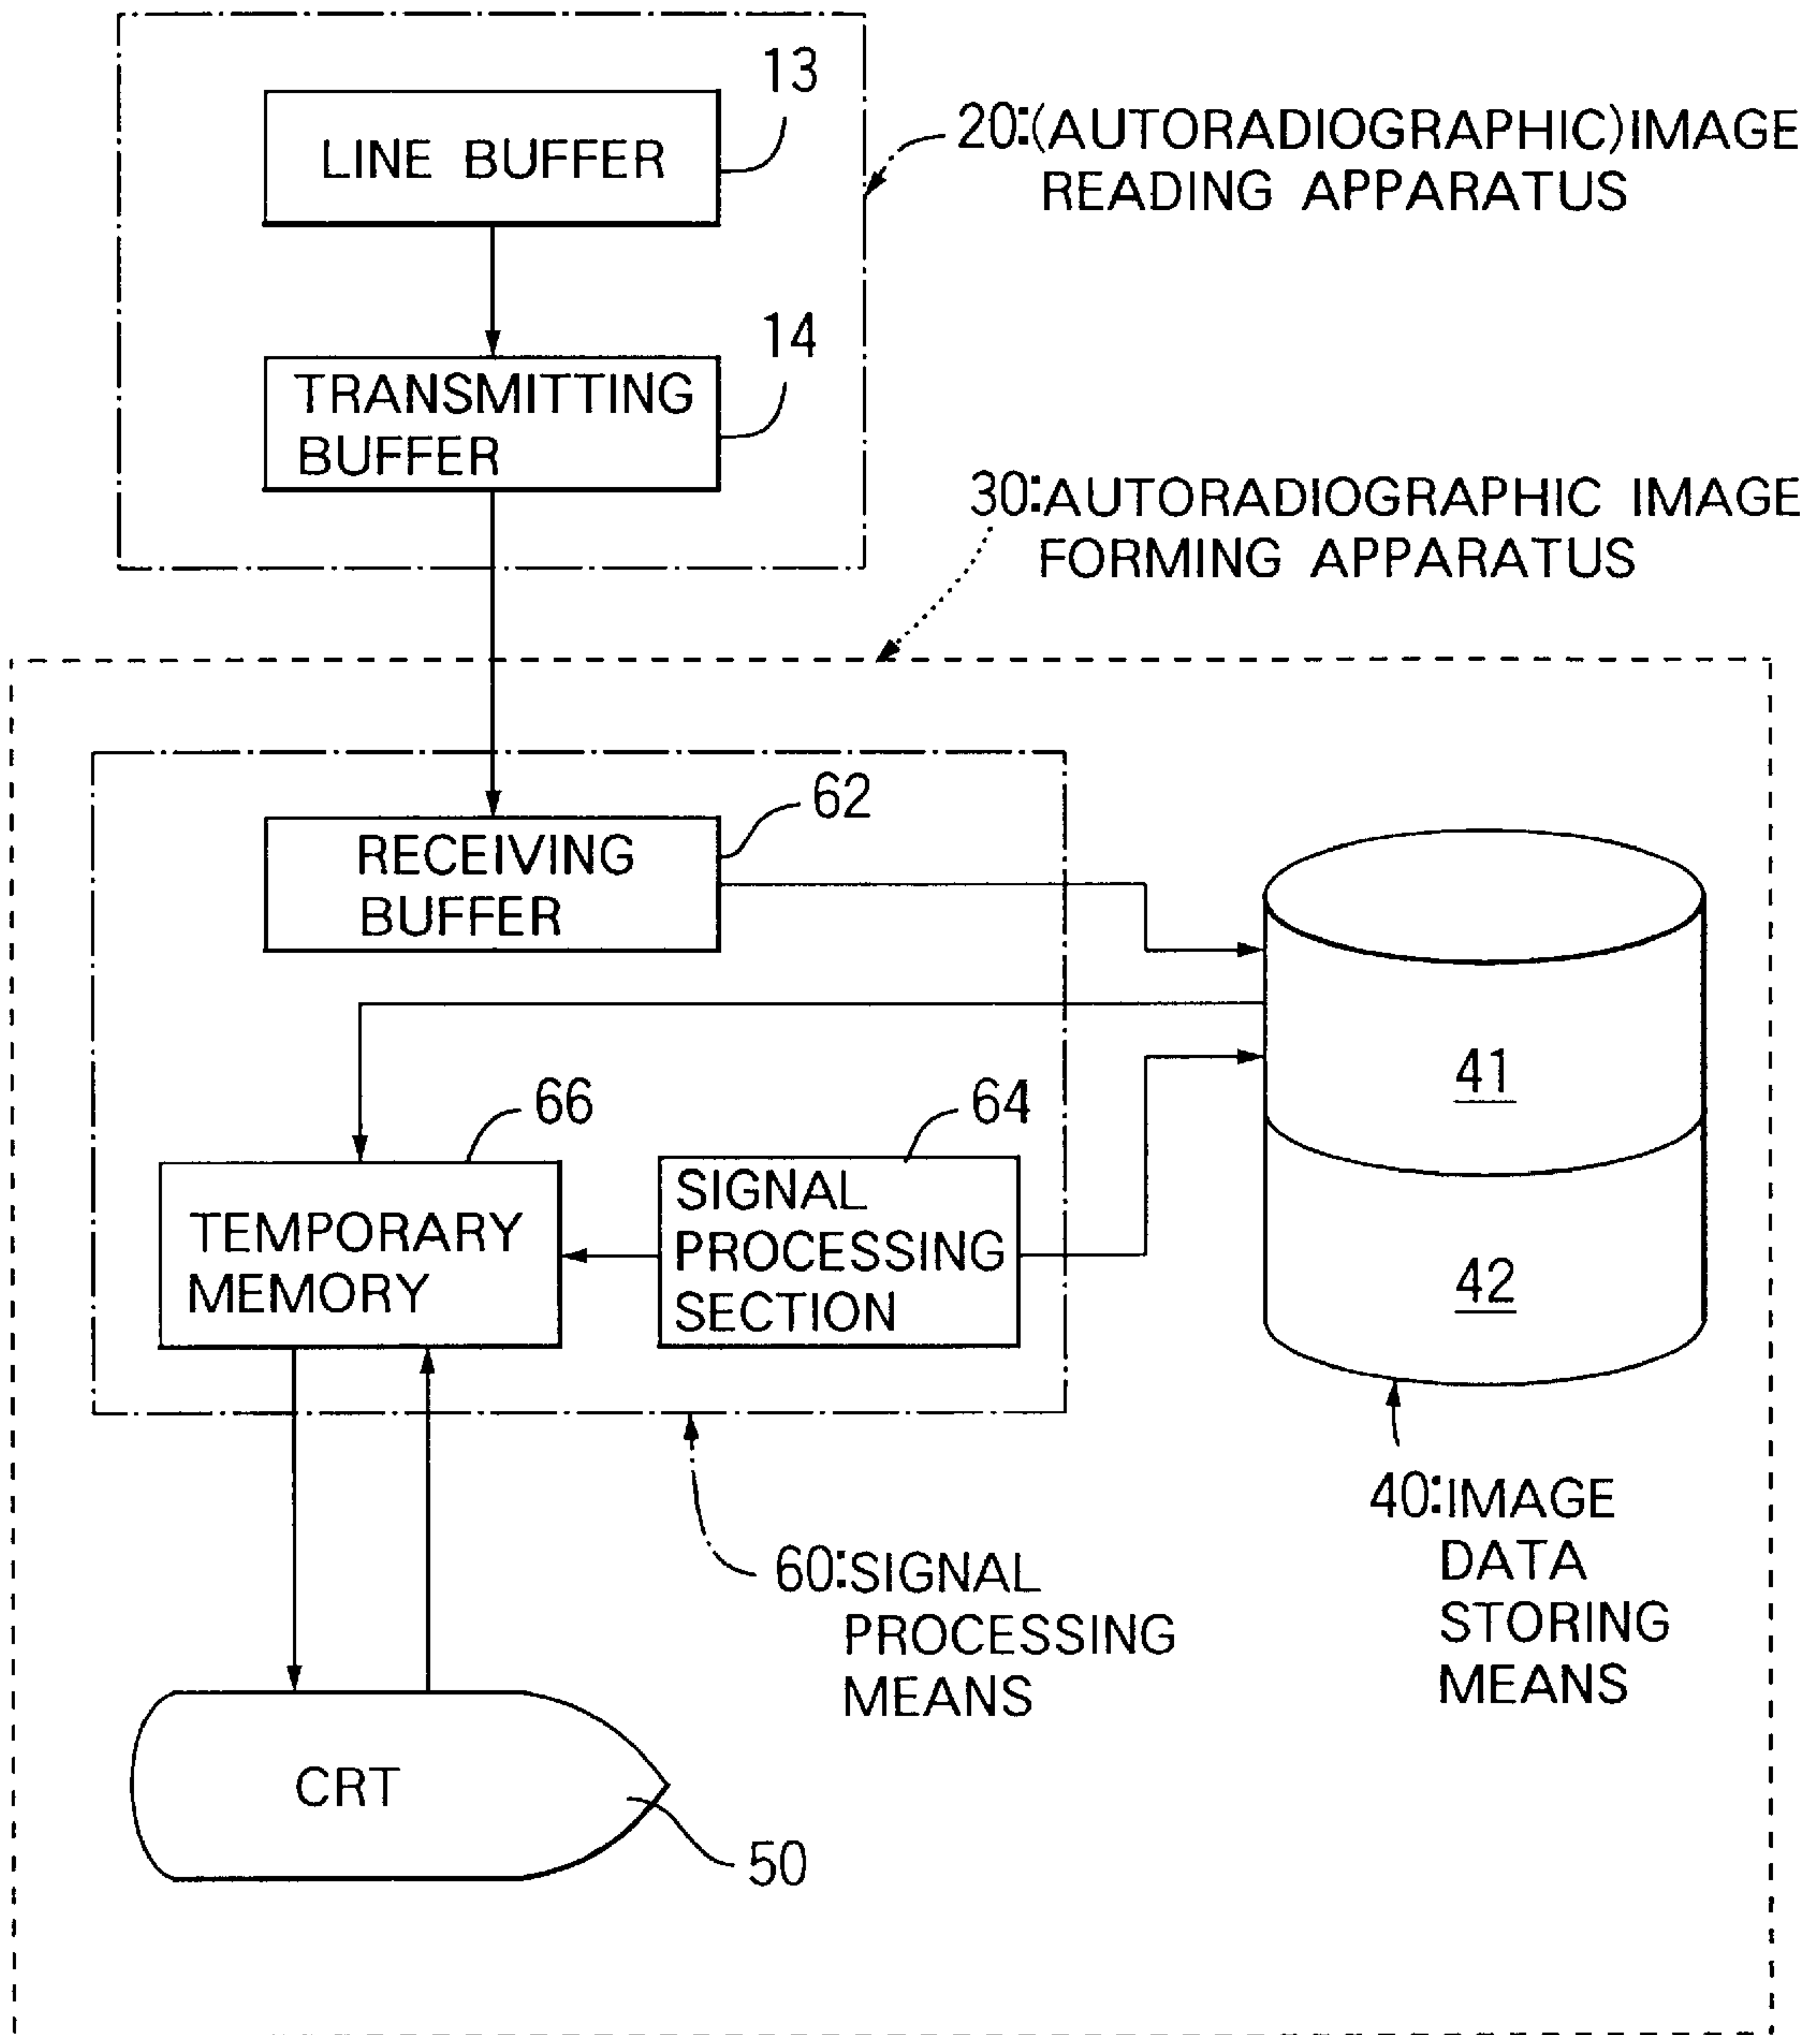 13
LINE BUFFER
20:(AUTORADIOGRAPHIC)IMAGE
READING APPARATUS
14
TRANSMITTING
BUFFER
30:AUTORADIOGRAPHIC IMAGE
FORMING APPARATUS
62
RECEIVING
BUFFER
41
66
64
TEMPORARY
MEMORY
SIGNAL
PROCESSING
SECTION
42
40:IMAGE
DATA
STORING
MEANS
60:SIGNAL
PROCESSING
MEANS
CRT
50